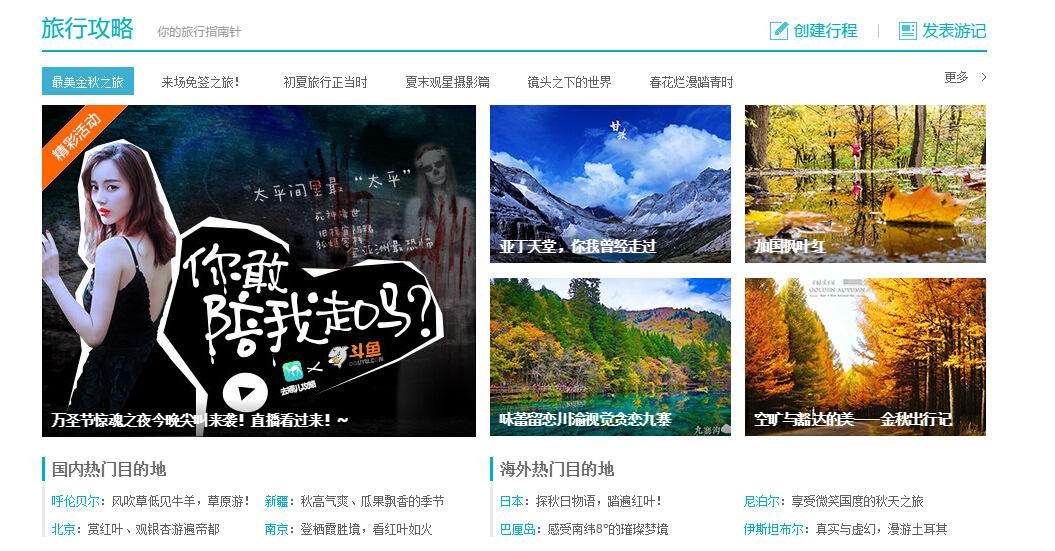 旅行攻略 你的旅行指南针 创建行程 发表游记
最美金秋之旅 来场免签之旅! 初夏旅行正当时 夏末观星摄影篇 镜头之下的世界 春花烂漫踏青时 更多 >
精彩活动
太平间里最“太平”
你敢
陪我走吗?
去哪儿攻略 斗鱼
DOUYU.COM
万圣节惊魂之夜今晚尖叫来袭!直播看过来!~
甘孜
亚丁天堂,你我曾经走过
加国枫叶红
味蕾留恋川渝视觉贪恋九寨
九寨沟
GOLDEN AUTUMN
空旷与豁达的美——金秋出行记
国内热门目的地
呼伦贝尔:风吹草低见牛羊,草原游! 新疆:秋高气爽、瓜果飘香的季节
北京:赏红叶、观银杏游遍帝都 南京:登栖霞胜境,看红叶如火
海外热门目的地
日本:探秋日物语,踏遍红叶! 尼泊尔:享受微笑国度的秋天之旅
巴厘岛:感受南纬8°的璀璨梦境 伊斯坦布尔:真实与虚幻,漫游土耳其